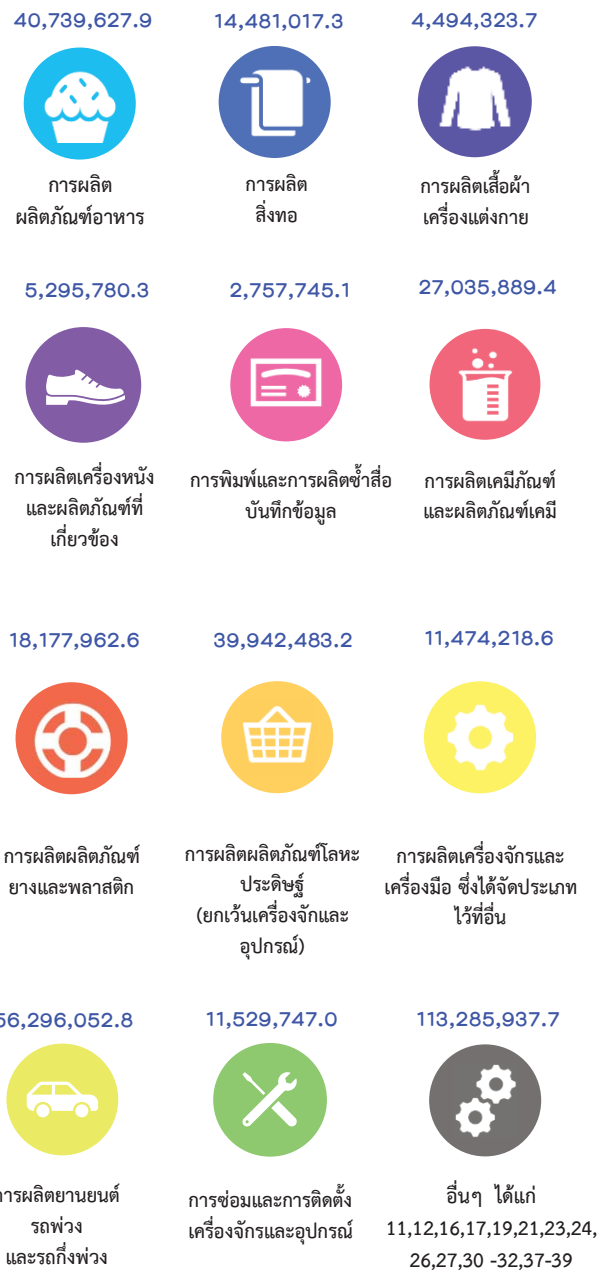 40,739,627.9 14,481,017.3 4,494,323.7
การผลิต
ผลิตภัณฑ์อาหาร
การผลิต
สิ่งทอ
การผลิตเสื้อผ้า
เครื่องแต่งกาย
5,295,780.3 2,757,745.1 27,035,889.4
การผลิตเครื่องหนัง
และผลิตภัณฑ์ที่
เกี่ยวข้อง
การพิมพ์และการผลิตซ้ำสื่อ
บันทึกข้อมูล
การผลิตเคมีภัณฑ์
และผลิตภัณฑ์เคมี
18,177,962.6 39,942,483.2 11,474,218.6
การผลิตผลิตภัณฑ์
ยางและพลาสติก
การผลิตผลิตภัณฑ์โลหะ
ประดิษฐ์
(ยกเว้นเครื่องจักและ
อุปกรณ์)
การผลิตเครื่องจักรและ
เครื่องมือ ซึ่งได้จัดประเภท
ไว้ที่อื่น
56,296,052.8 11,529,747.0 113,285,937.7
การผลิตยานยนต์
รถพ่วง
และรถกึ่งพ่วง
การซ่อมและการติดตั้ง
เครื่องจักรและอุปกรณ์
อื่นๆ ได้แก่
11,12,16,17,19,21,23,24,
26,27,30 -32,37-39